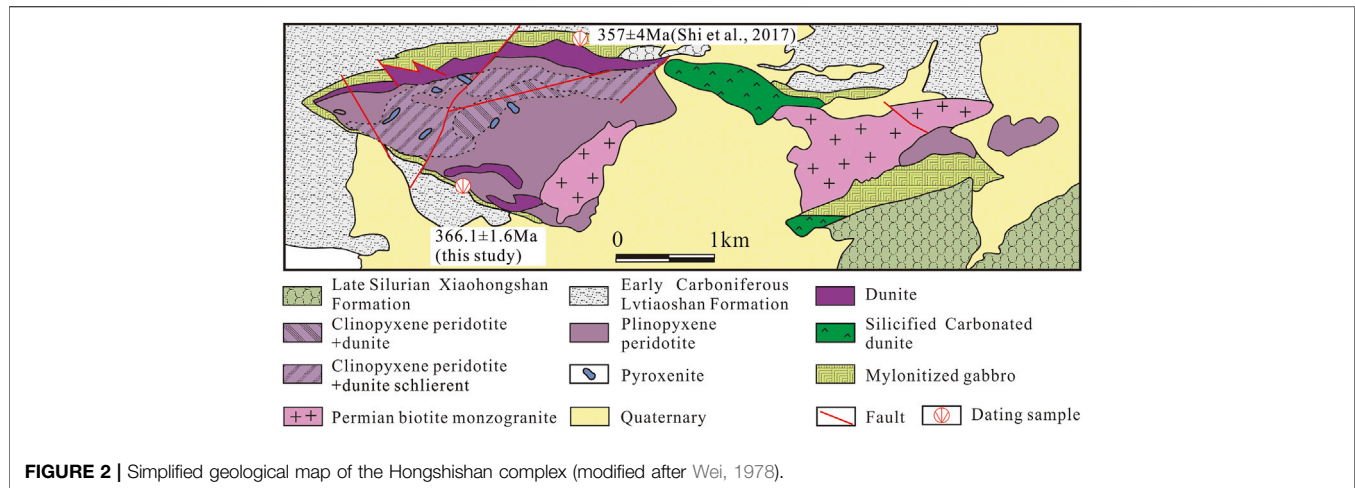 357±4Ma(Shi et al., 2017)
366.1±1.6Ma
(this study)
0 1km
Late Silurian Xiaohongshan
Formation
Early Carboniferous
Lvtiaoshan Formation
Dunite
Clinopyxene peridotite
+dunite
Plinopyxene
peridotite
Silicified Carbonated
dunite
Clinopyxene peridotite
+dunite schlierent
Pyroxenite
Mylonitized gabbro
Permian biotite monzogranite
Quaternary
Fault
Dating sample
FIGURE 2 | Simplified geological map of the Hongshishan complex (modified after Wei, 1978).